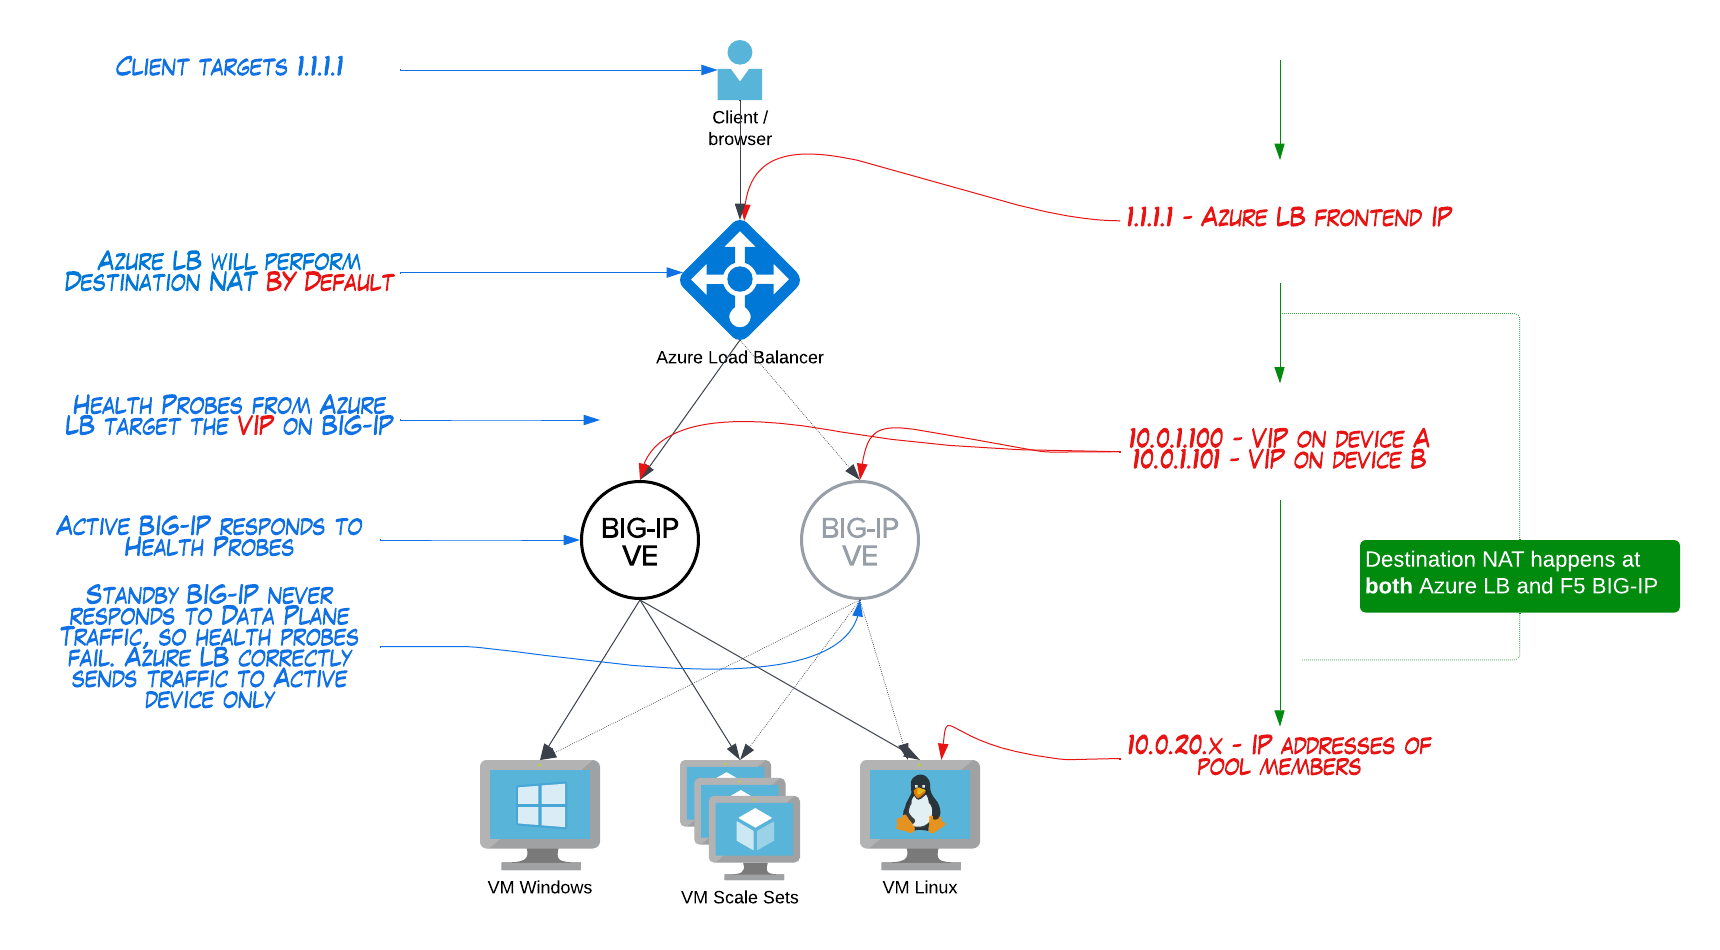 Client targets 1.1.1.1
Client /
browser
1.1.1.1 - Azure LB frontend IP
Azure LB will perform
Destination NAT BY Default
Azure Load Balancer
Health Probes from Azure
LB target the VIP on BIG-IP
10.0.1.100 - VIP on device A
10.0.1.101 - VIP on device B
Active BIG-IP responds to
Health Probes
BIG-IP
VE
BIG-IP
VE
Destination NAT happens at
both Azure LB and F5 BIG-IP
Standby BIG-IP never
responds to Data Plane
Traffic, so health probes
fail. Azure LB correctly
sends traffic to Active
device only
10.0.20.x - IP addresses of
pool members
VM Windows
VM Scale Sets
VM Linux